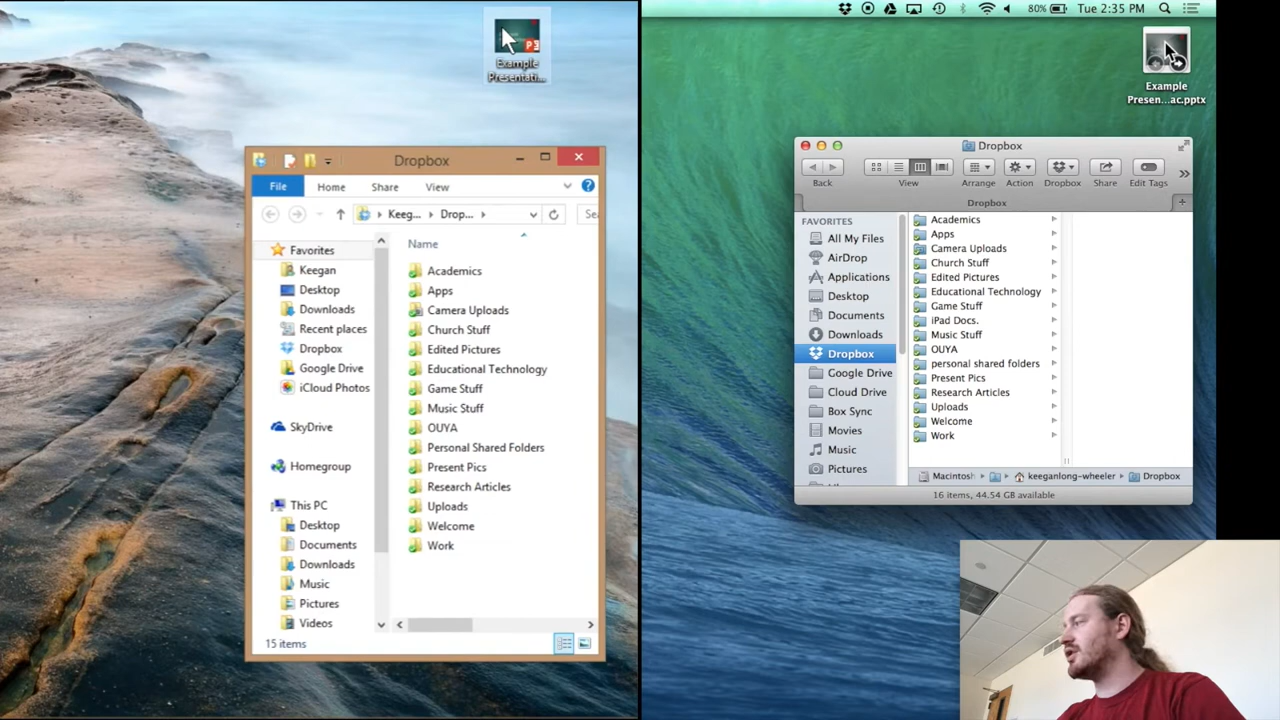 Example
Presentati...
Dropbox
File Home Share View
Keeg... Drop...
Name
Favorites
Keegan
Desktop
Downloads
Recent places
Dropbox
Google Drive
iCloud Photos
SkyDrive
Homegroup
This PC
Desktop
Documents
Downloads
Music
Pictures
Videos
Academics
Apps
Camera Uploads
Church Stuff
Edited Pictures
Educational Technology
Game Stuff
Music Stuff
OUYA
Personal Shared Folders
Present Pics
Research Articles
Uploads
Welcome
Work
15 items
80% Tue 2:35 PM
Example
Presen...ac.pptx
Dropbox
Back View Arrange Action Dropbox Share Edit Tags
Dropbox
FAVORITES
All My Files
AirDrop
Applications
Desktop
Documents
Downloads
Dropbox
Google Drive
Cloud Drive
Box Sync
Movies
Music
Pictures
Academics
Apps
Camera Uploads
Church Stuff
Edited Pictures
Educational Technology
Game Stuff
iPad Docs.
Music Stuff
OUYA
personal shared folders
Present Pics
Research Articles
Uploads
Welcome
Work
Macintosh keeganlong-wheeler Dropbox
16 items, 44.54 GB available